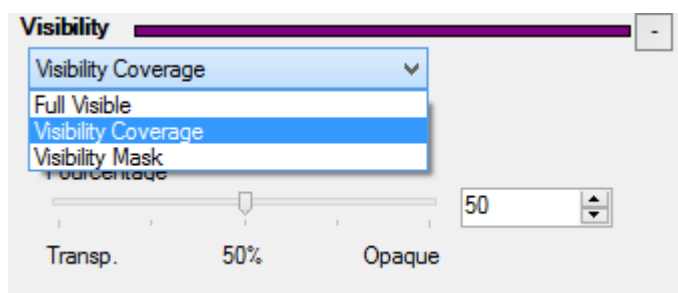 Visibility
-
Visibility Coverage
Full Visible
Visibility Coverage
Visibility Mask
Pourcentage
50
Transp. 50% Opaque